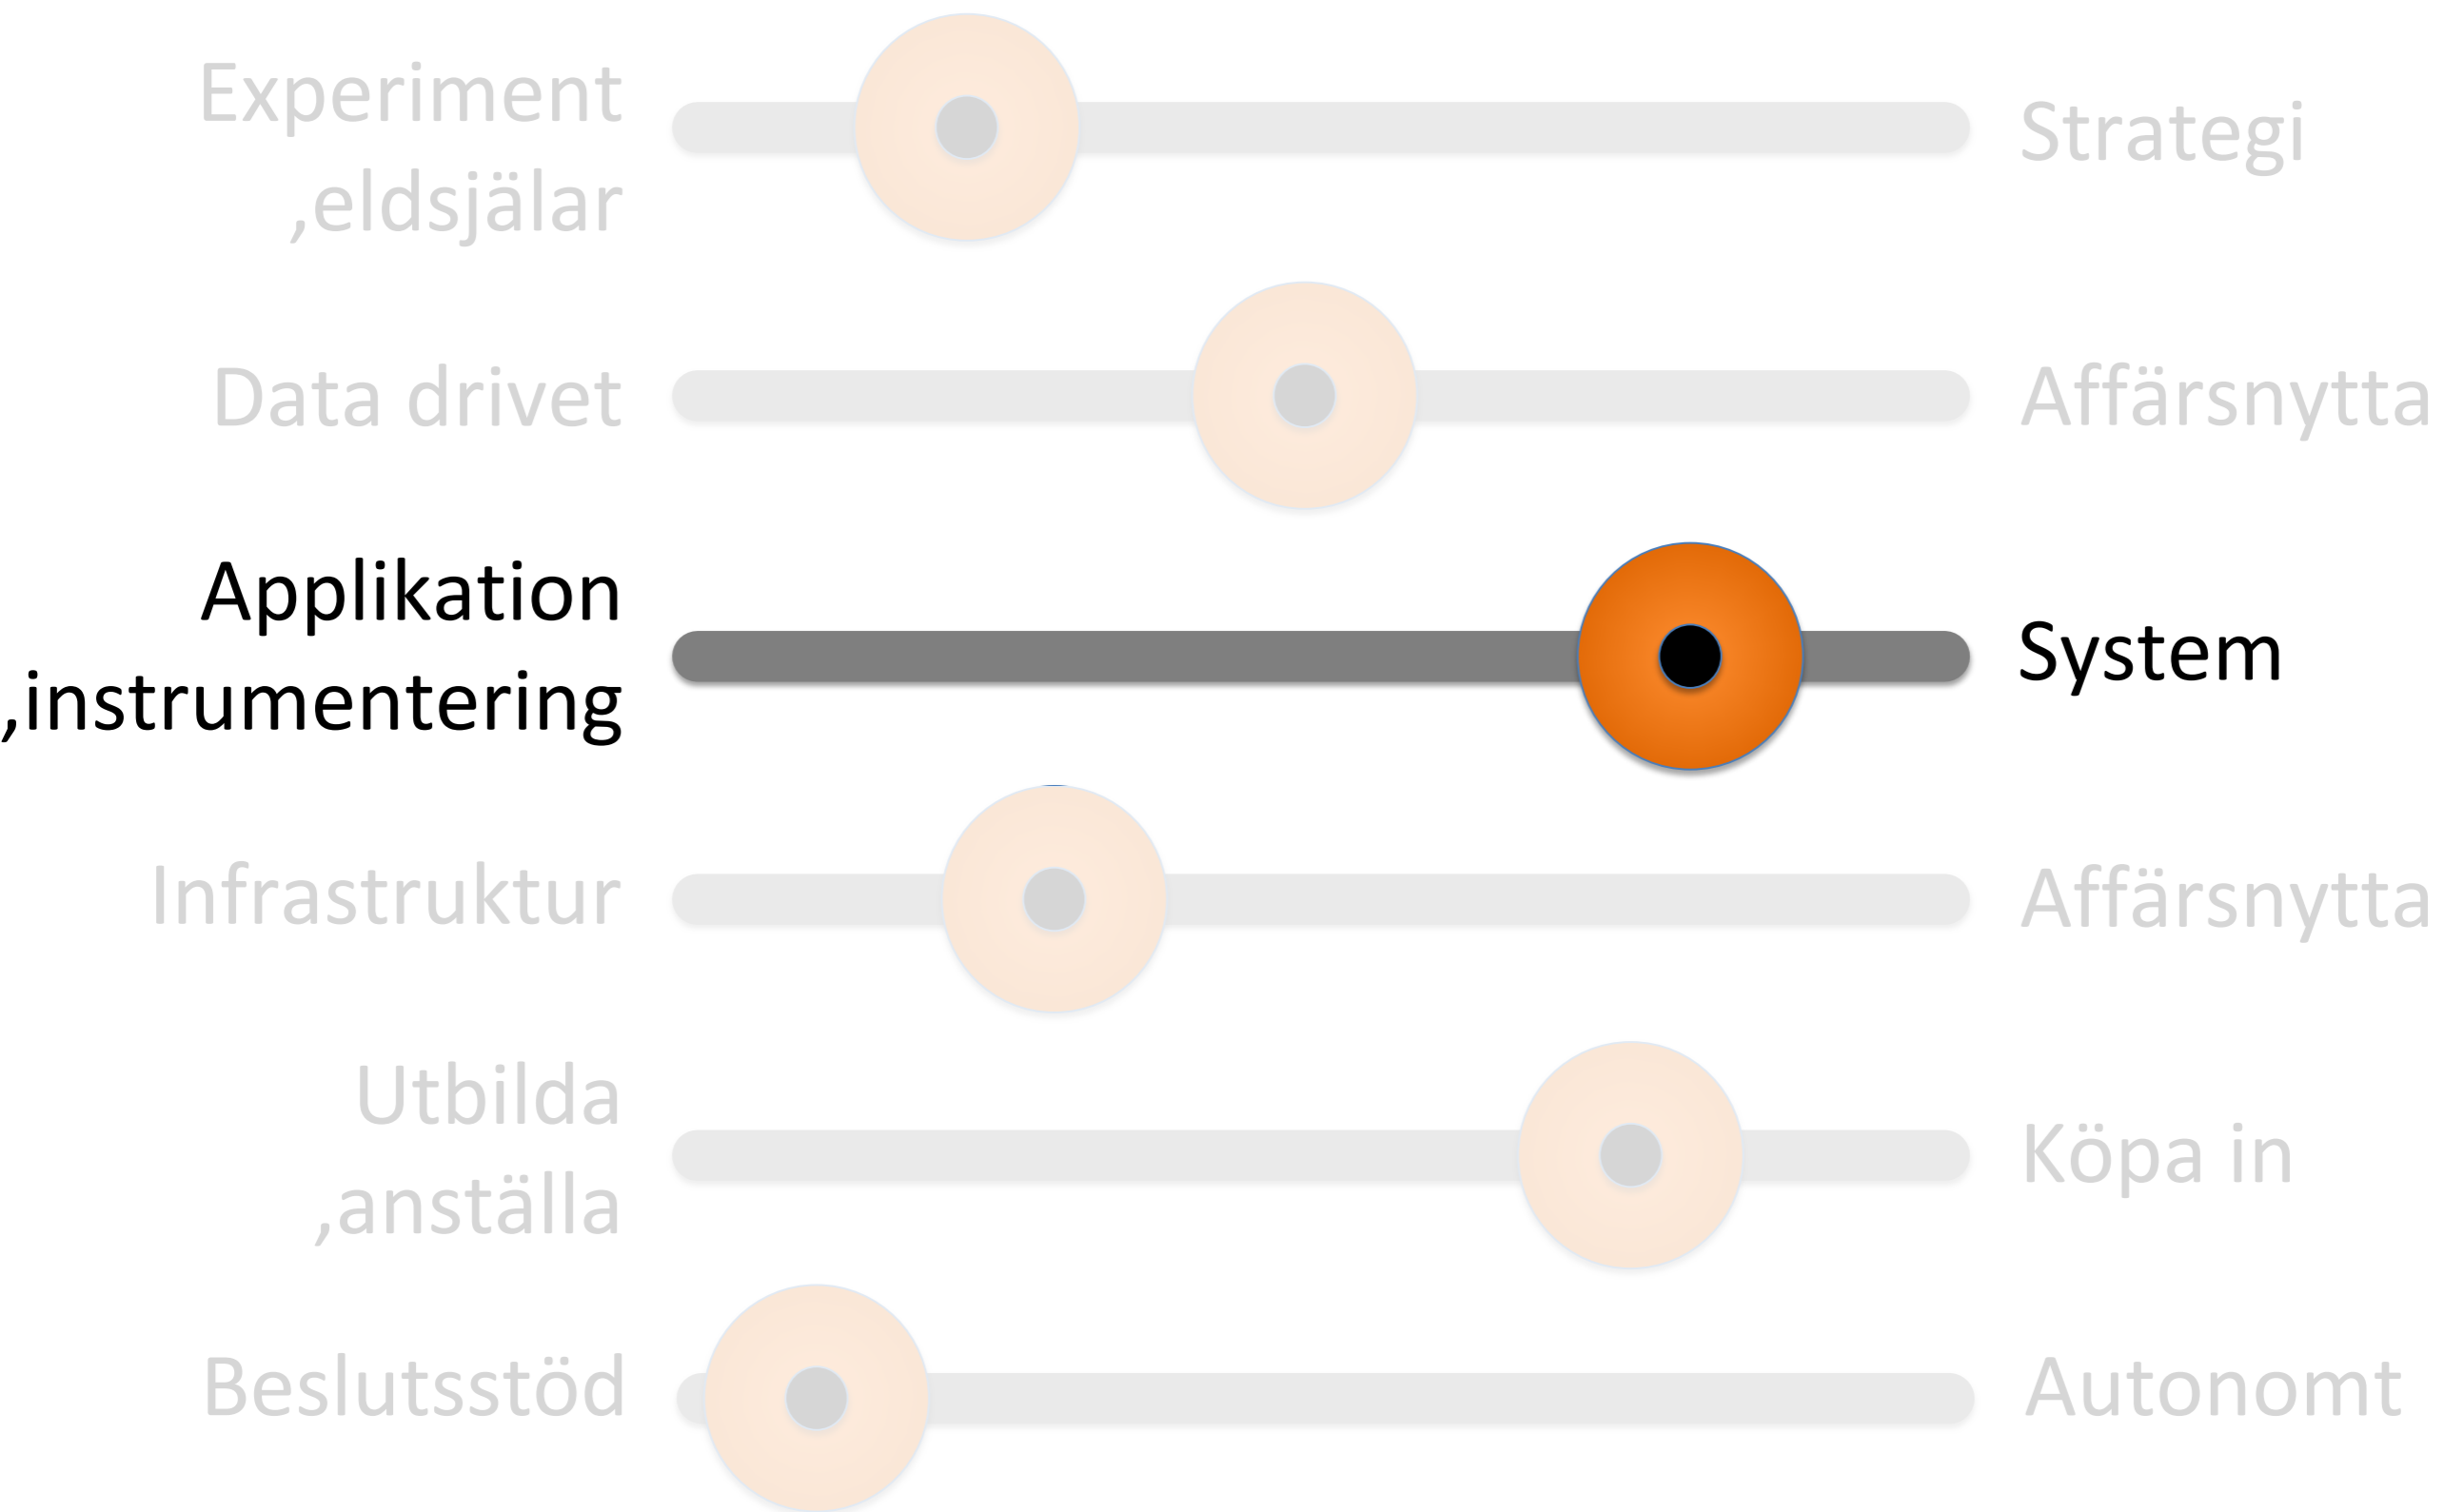 Experiment
,eldsjälar
Strategi
Data drivet
Affärsnytta
Applikation
,instrumentering
System
Infrastruktur
Affärsnytta
Utbilda
,anställa
Köpa in
Beslutsstöd
Autonomt